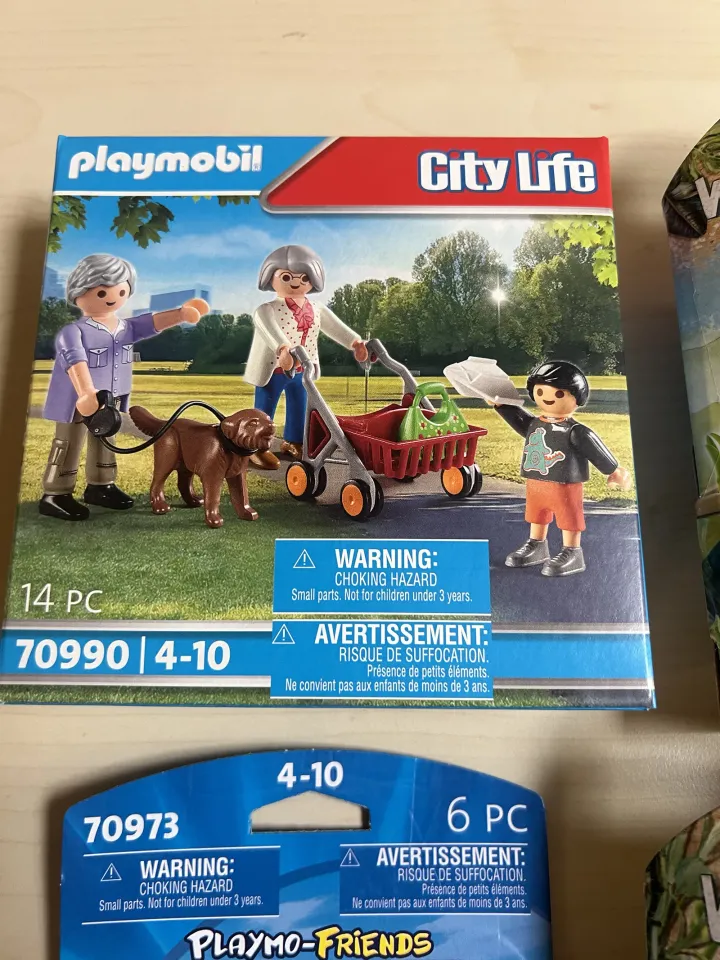 playmobil
City Life
WARNING:
CHOKING HAZARD
Small parts. Not for children under 3 years.
14 PC
AVERTISSEMENT:
RISQUE DE SUFFOCATION.
Présence de petits éléments.
Ne convient pas aux enfants de moins de 3 ans.
70990 | 4-10
4-10
70973
6 PC
WARNING:
CHOKING HAZARD
Small parts. Not for children under 3 years.
AVERTISSEMENT:
RISQUE DE SUFFOCATION.
Présence de petits éléments.
Ne convient pas aux enfants de moins de 3 ans.
PLAYMO-FRIENDS